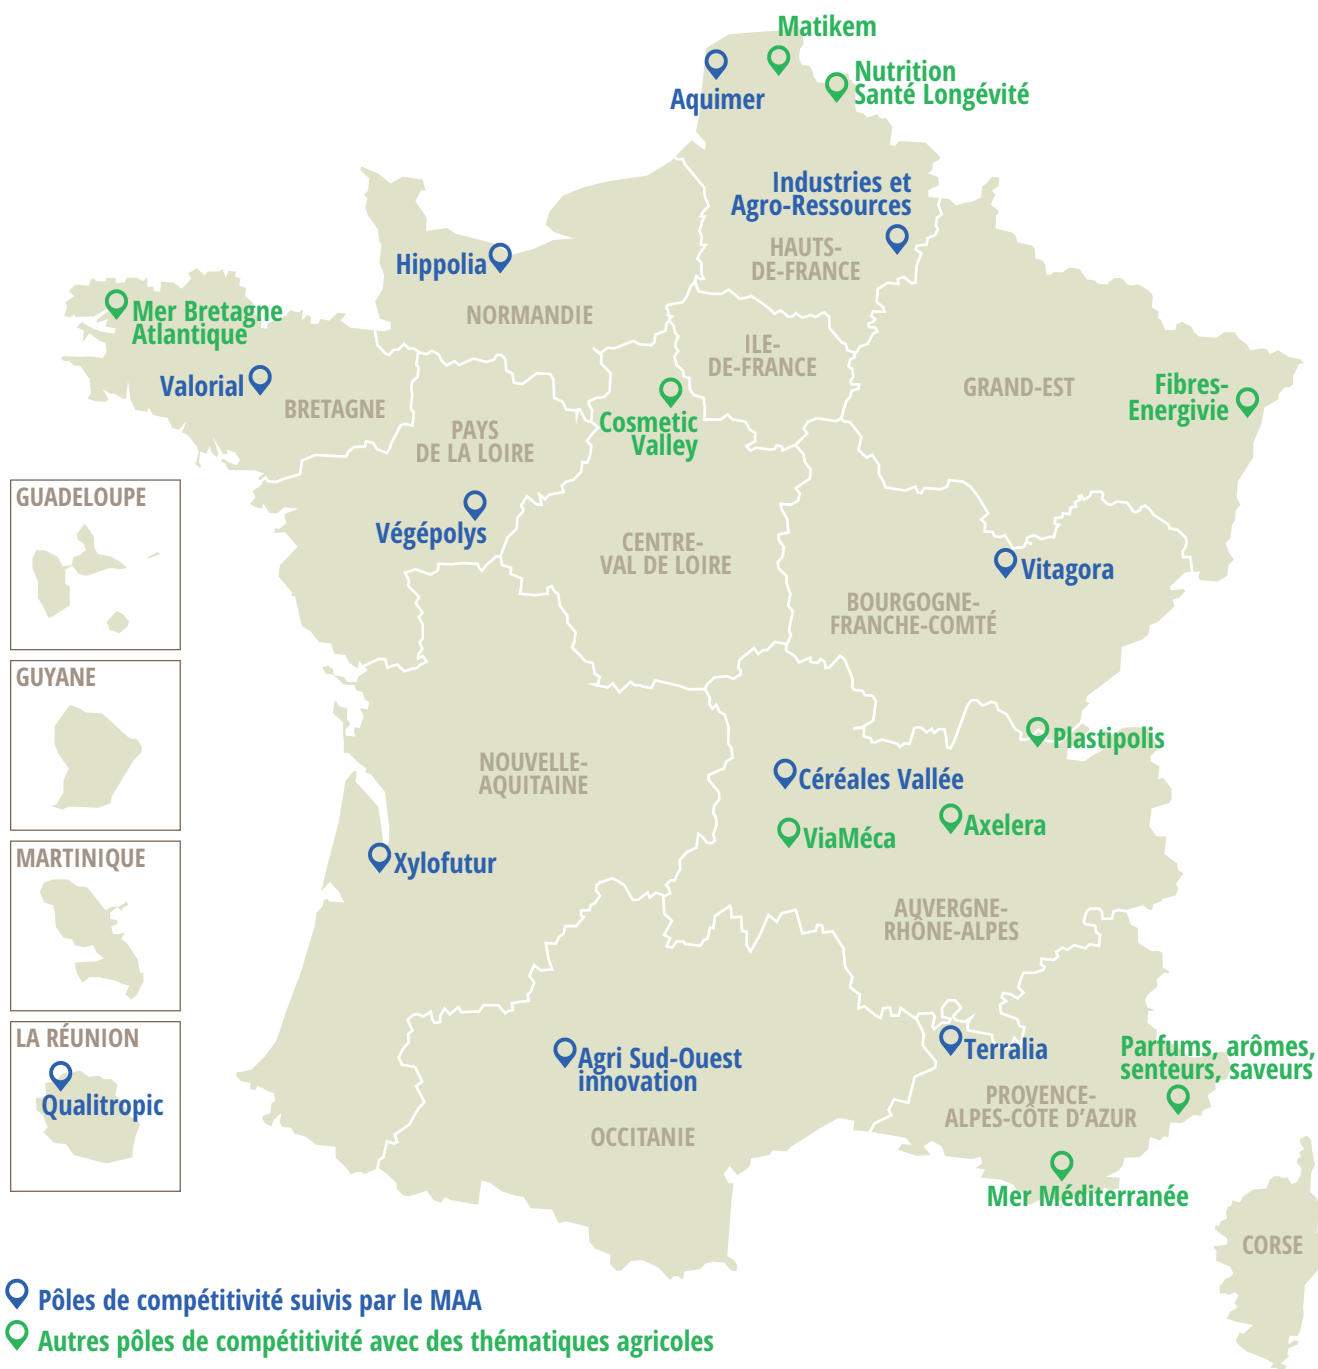 Matikem
Nutrition
Santé Longévité
Aquimer
Industries et
Agro-Ressources
HAUTS-
DE-FRANCE
Hippolia
NORMANDIE
Mer Bretagne
Atlantique
Valorial
BRETAGNE
ILE-
DE-FRANCE
GRAND-EST
Fibres-
Energivie
Cosmetic
Valley
PAYS
DE LA LOIRE
Végépolys
CENTRE-
VAL DE LOIRE
Vitagora
BOURGOGNE-
FRANCHE-COMTÉ
GUADELOUPE
GUYANE
MARTINIQUE
LA RÉUNION
Qualitropic
Plastipolis
NOUVELLE-
AQUITAINE
Céréales Vallée
ViaMéca
Axelera
Xylofutur
AUVERGNE-
RHÔNE-ALPES
Agri Sud-Ouest
innovation
OCCITANIE
Terralia
Parfums, arômes,
senteurs, saveurs
PROVENCE-
ALPES-CÔTE D'AZUR
Mer Méditerranée
CORSE
Pôles de compétitivité suivis par le MAA
Autres pôles de compétitivité avec des thématiques agricoles